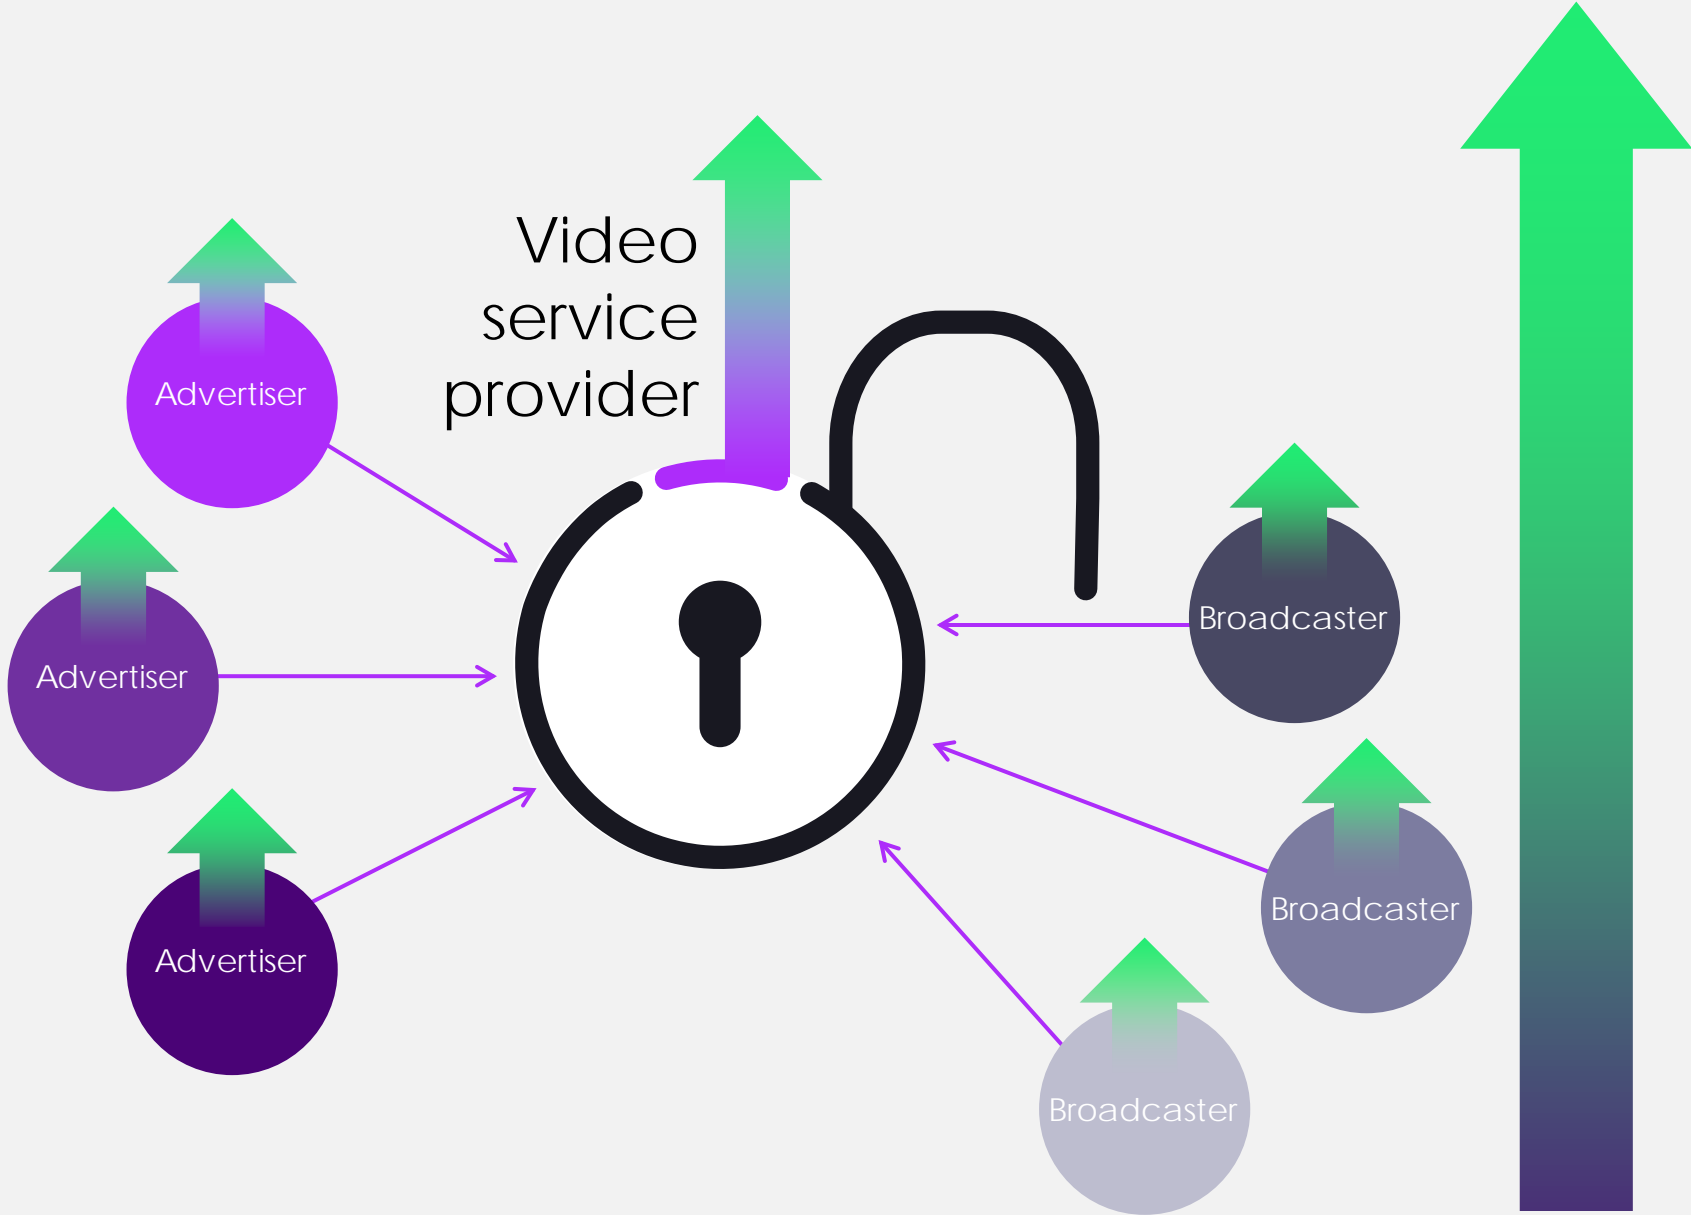 Video
service
provider
Advertiser
Advertiser
Advertiser
Broadcaster
Broadcaster
Broadcaster